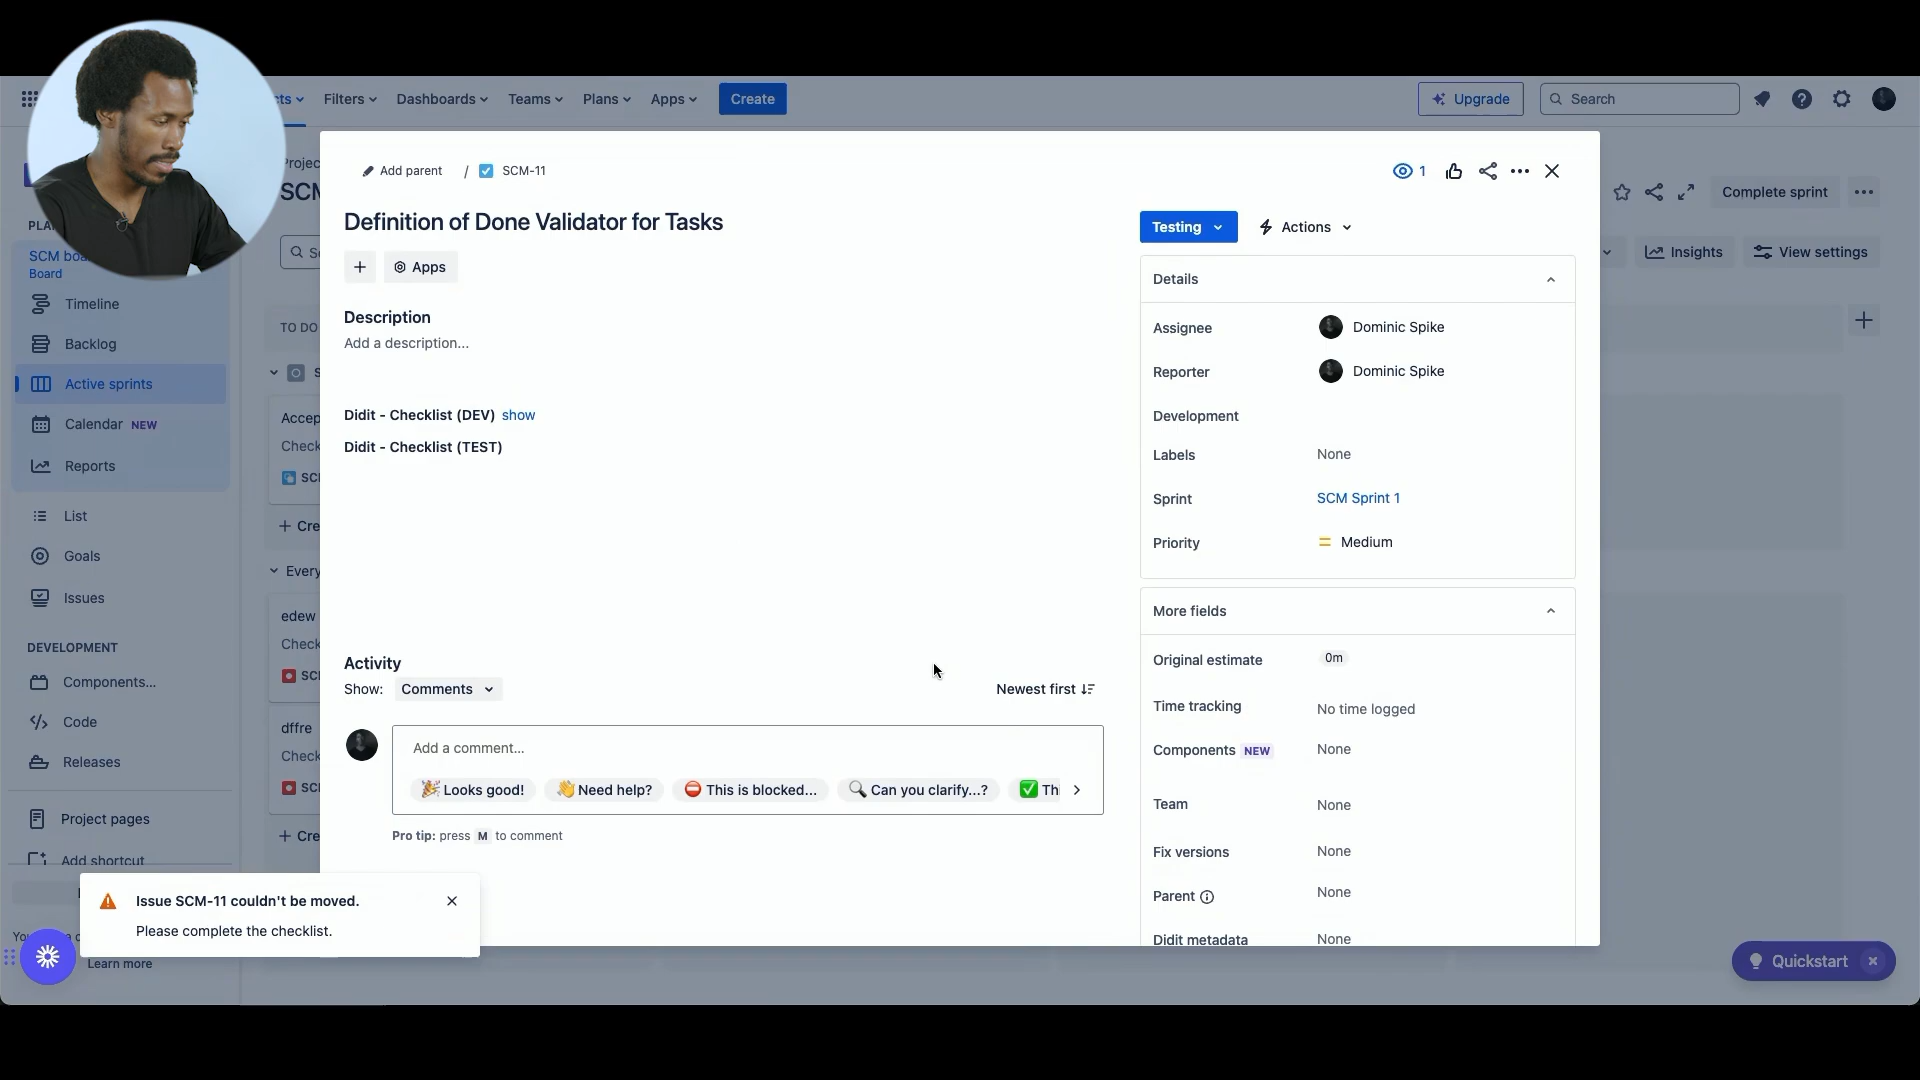 cts
Filters
Dashboards
Teams
Plans
Apps
Create
Upgrade
Search
Projec
SCM
Complete sprint
Insights
View settings
PLA
SCM boa
Board
Timeline
Backlog
Active sprints
Calendar NEW
Reports
List
Goals
Issues
DEVELOPMENT
Components...
Code
Releases
Project pages
Add shortcut
Learn more
TO DO
Accep
Check
SC
+ Cre
Every
edew
Check
SC
dffre
Check
SC
+ Cre
Add parent / SCM-11
1
Definition of Done Validator for Tasks
Apps
Description
Add a description...
Didit - Checklist (DEV) show
Didit - Checklist (TEST)
Activity
Show: Comments
Newest first
Add a comment...
Looks good!
Need help?
This is blocked...
Can you clarify...?
Thi
Pro tip: press M to comment
Testing
Actions
Details
Assignee Dominic Spike
Reporter Dominic Spike
Development
Labels None
Sprint SCM Sprint 1
Priority Medium
More fields
Original estimate 0m
Time tracking No time logged
Components NEW None
Team None
Fix versions None
Parent None
Didit metadata None
Issue SCM-11 couldn't be moved.
Please complete the checklist.
Quickstart